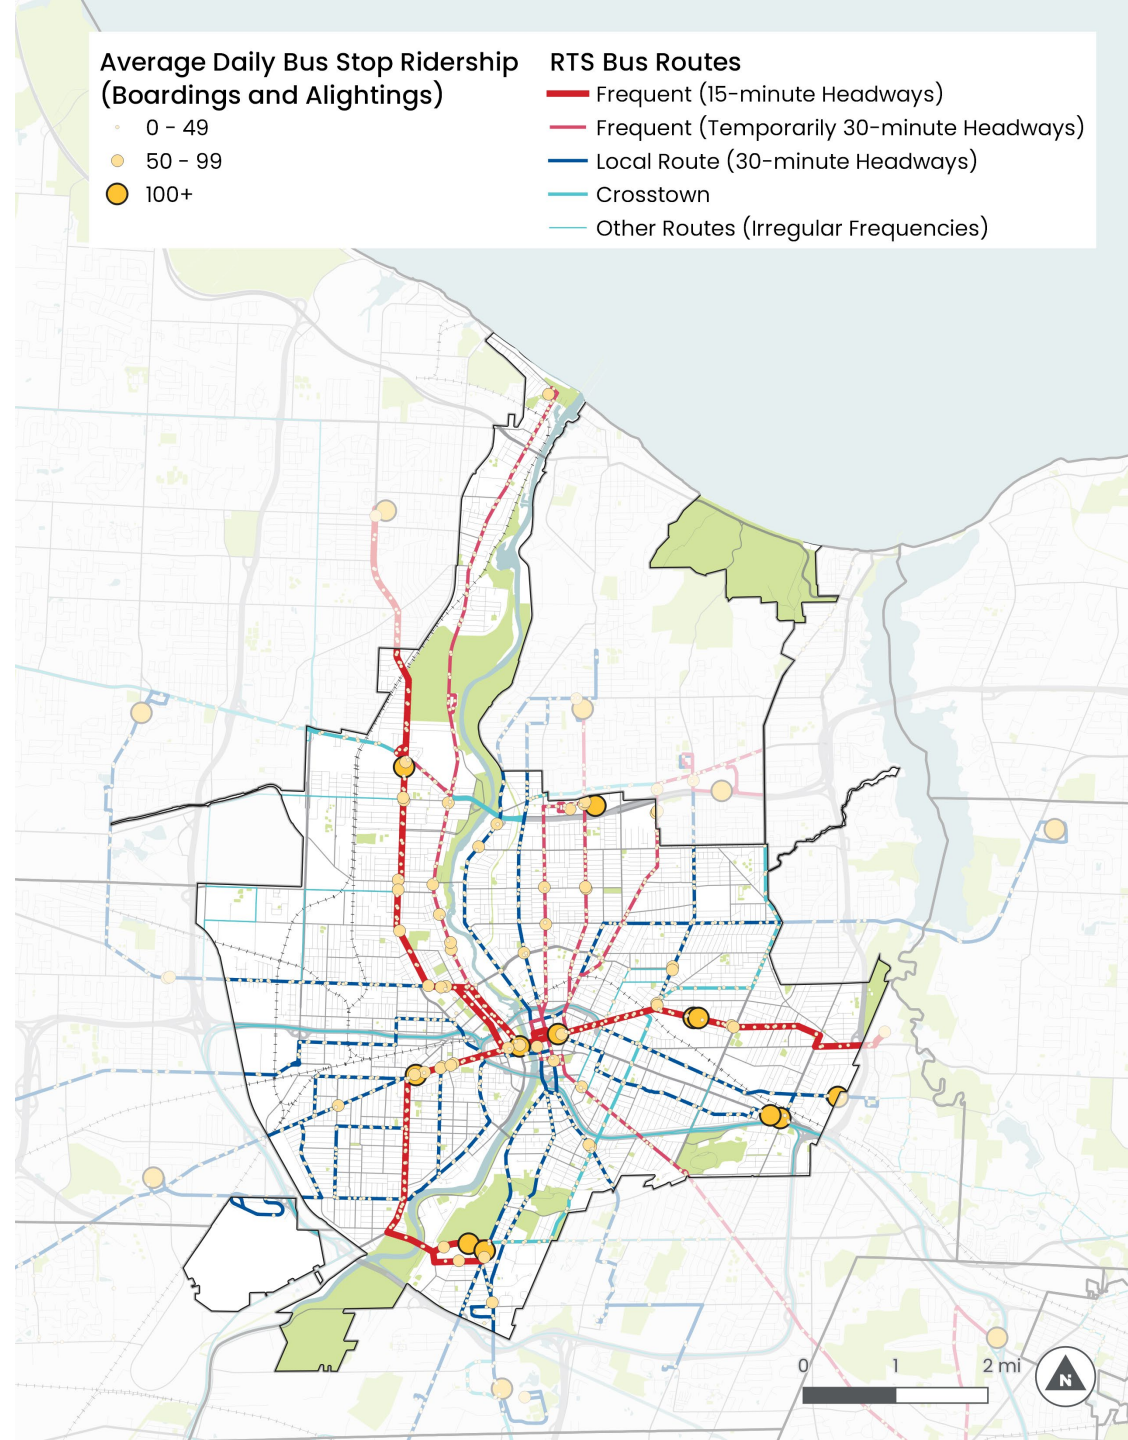 Average Daily Bus Stop Ridership
(Boardings and Alightings)
0 - 49
50 - 99
100+
RTS Bus Routes
Frequent (15-minute Headways)
Frequent (Temporarily 30-minute Headways)
Local Route (30-minute Headways)
Crosstown
Other Routes (Irregular Frequencies)
0 1 2 mi
N